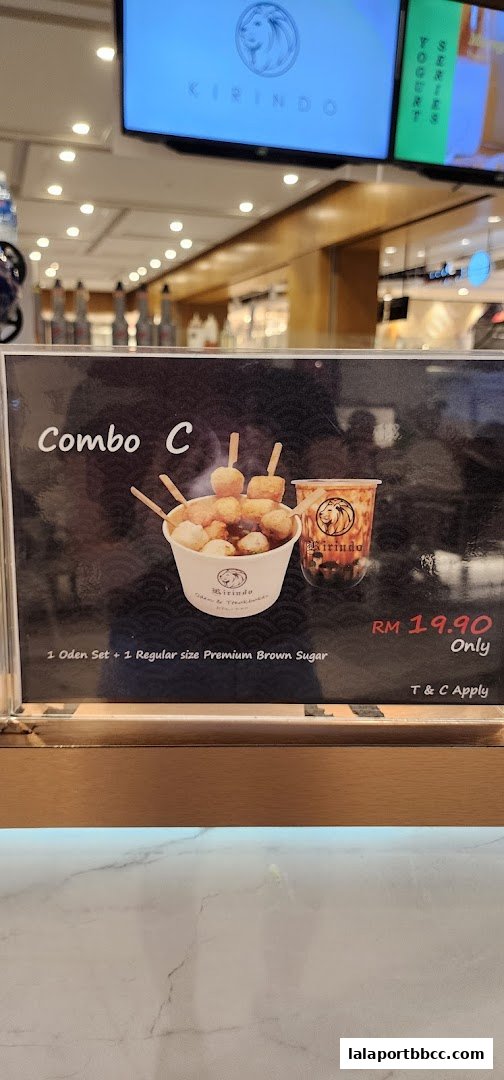 KIRINDO
YOGURT
SERIES
Combo C
Kirindo
Kirindo
RM 19.90
Only
1 Oden Set + 1 Regular size Premium Brown Sugar
T & C Apply
lalaportbbcc.com